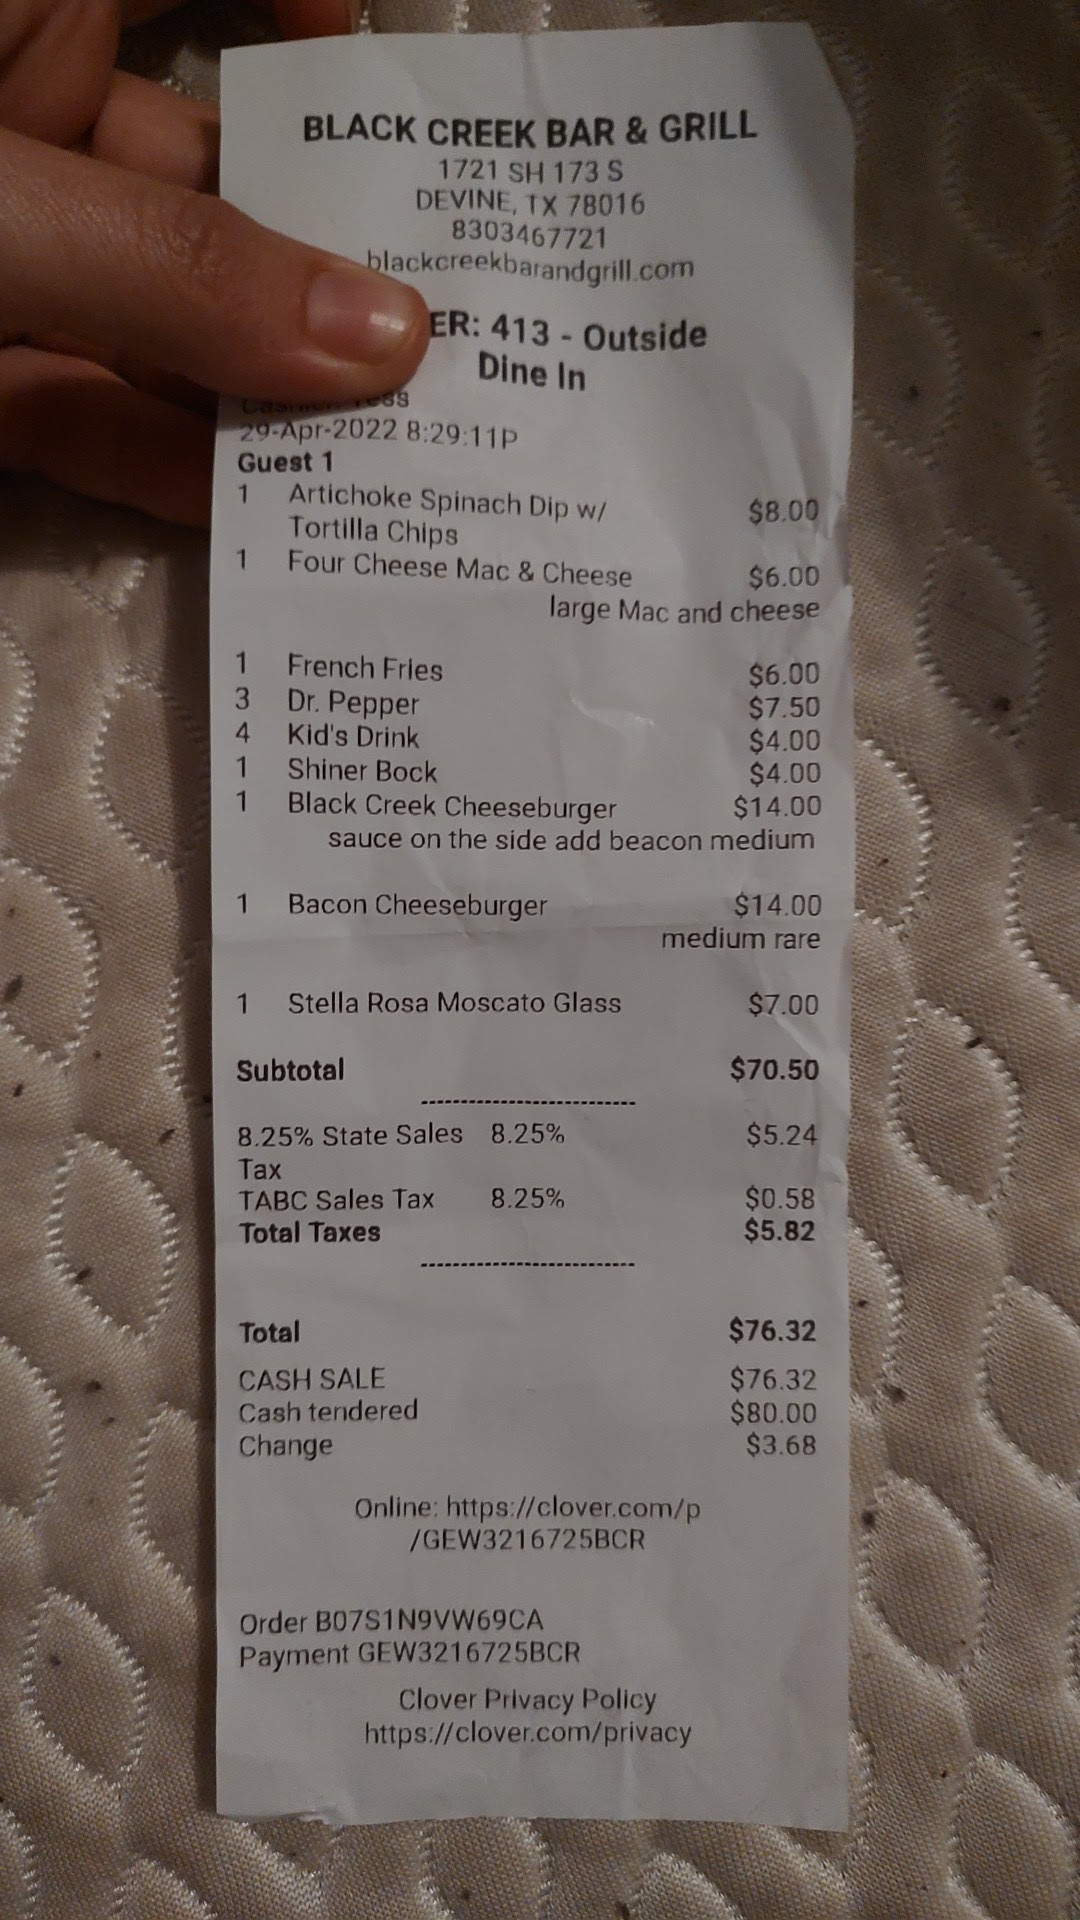 BLACK CREEK BAR & GRILL
1721 SH 173 S
DEVINE, TX 78016
8303467721
blackcreekbarandgrill.com
ER: 413 - Outside
Dine In
29-Apr-2022 8:29:11P
Guest 1
1 Artichoke Spinach Dip w/ $8.00
Tortilla Chips
1 Four Cheese Mac & Cheese $6.00
large Mac and cheese
1 French Fries $6.00
3 Dr. Pepper $7.50
4 Kid's Drink $4.00
1 Shiner Bock $4.00
1 Black Creek Cheeseburger $14.00
sauce on the side add beacon medium
1 Bacon Cheeseburger $14.00
medium rare
1 Stella Rosa Moscato Glass $7.00
Subtotal $70.50
8.25% State Sales 8.25% $5.24
Tax
TABC Sales Tax 8.25% $0.58
Total Taxes $5.82
Total $76.32
CASH SALE $76.32
Cash tendered $80.00
Change $3.68
Online: https://clover.com/p
/GEW3216725BCR
Order B07S1N9VW69CA
Payment GEW3216725BCR
Clover Privacy Policy
https://clover.com/privacy